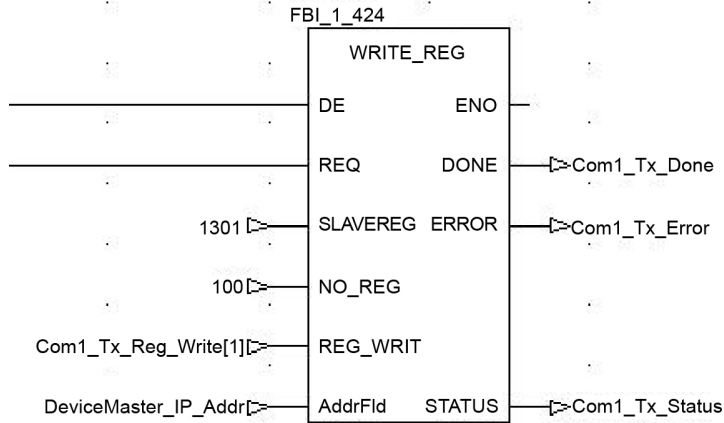 FBI_1_424
WRITE_REG
DE ENO
REQ DONE Com1_Tx_Done
1301 SLAVEREG ERROR Com1_Tx_Error
100 NO_REG
Com1_Tx_Reg_Write[1] REG_WRIT
DeviceMaster_IP_Addr AddrFld STATUS Com1_Tx_Status